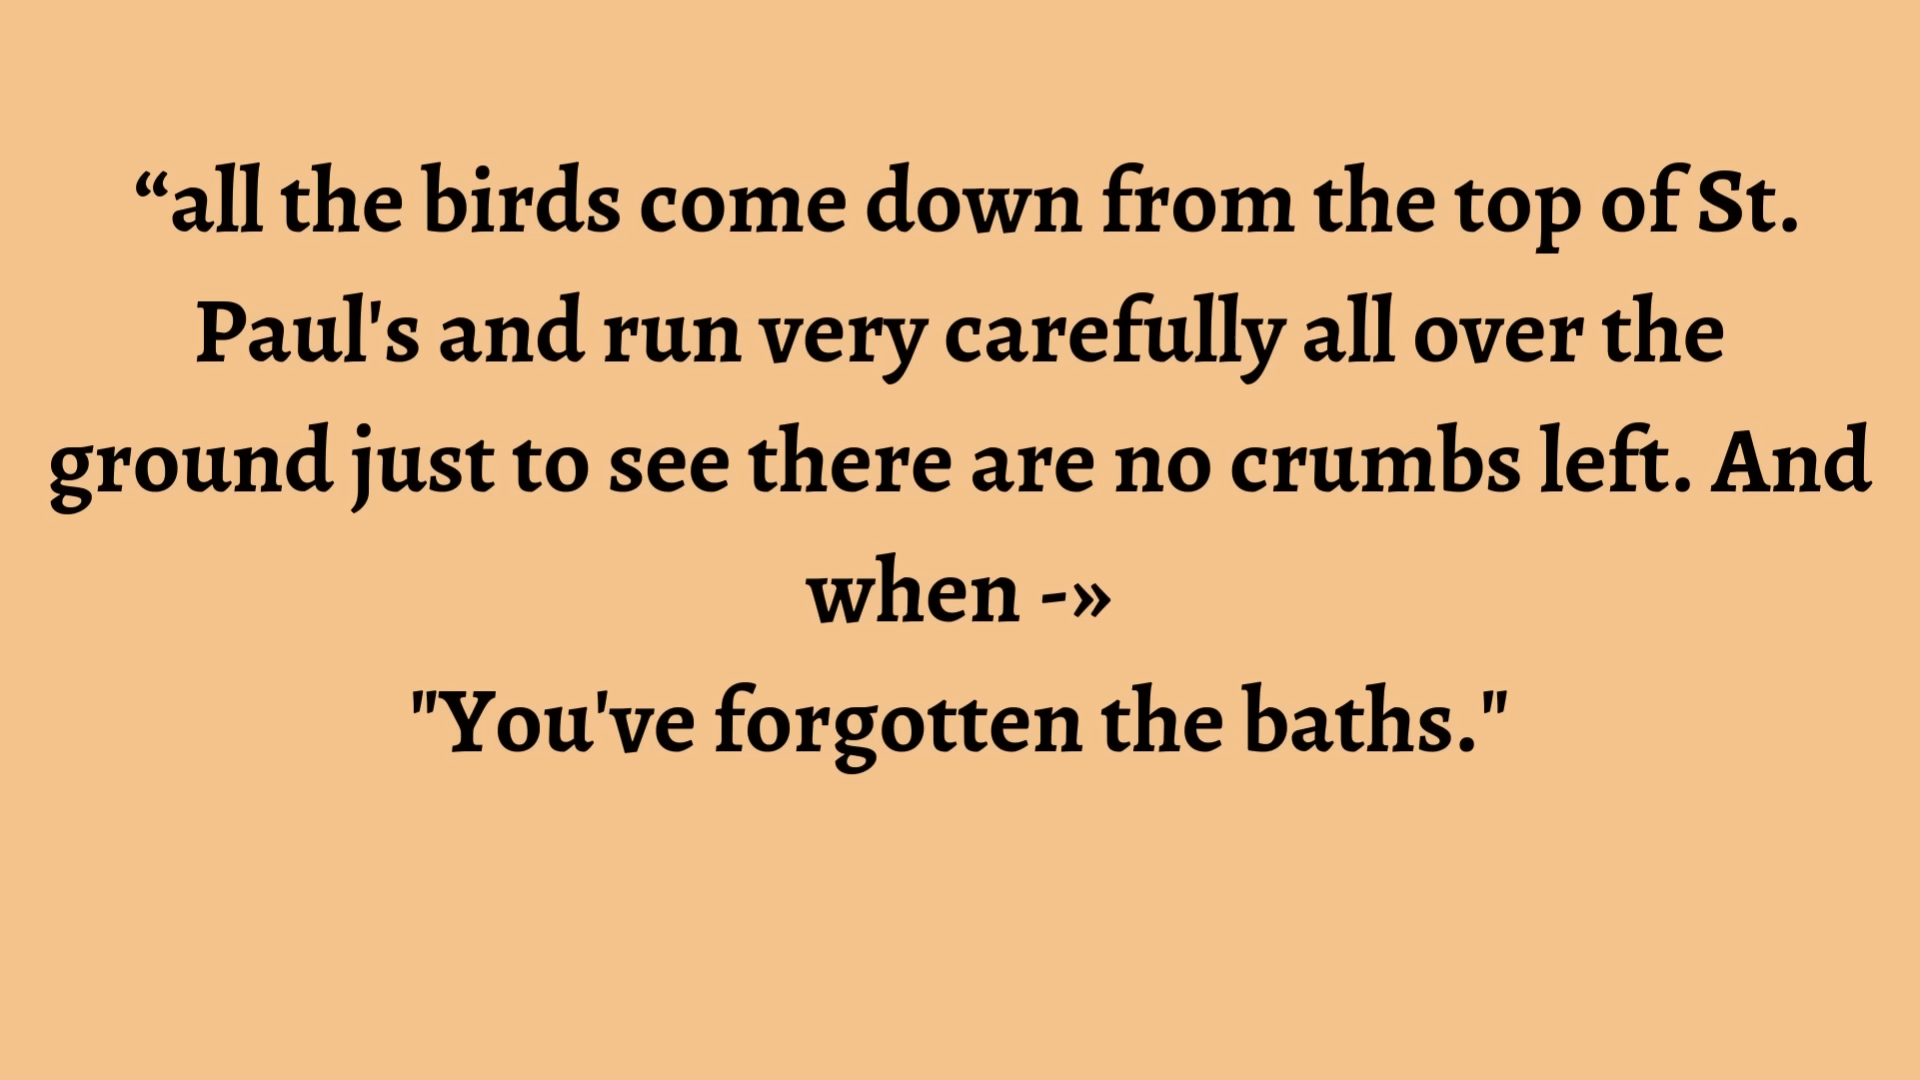 “all the birds come down from the top of St.
Paul's and run very carefully all over the
ground just to see there are no crumbs left. And
when -»
"You've forgotten the baths."